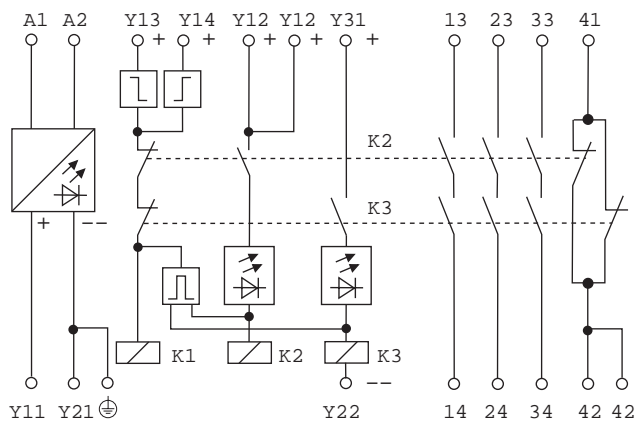 A1 A2 Y13 Y14 Y12 Y12 Y31 13 23 33 41
+ + + + +
K2
K3
+ --
K1 K2 K3
--
Y11 Y21 Y22 14 24 34 42 42